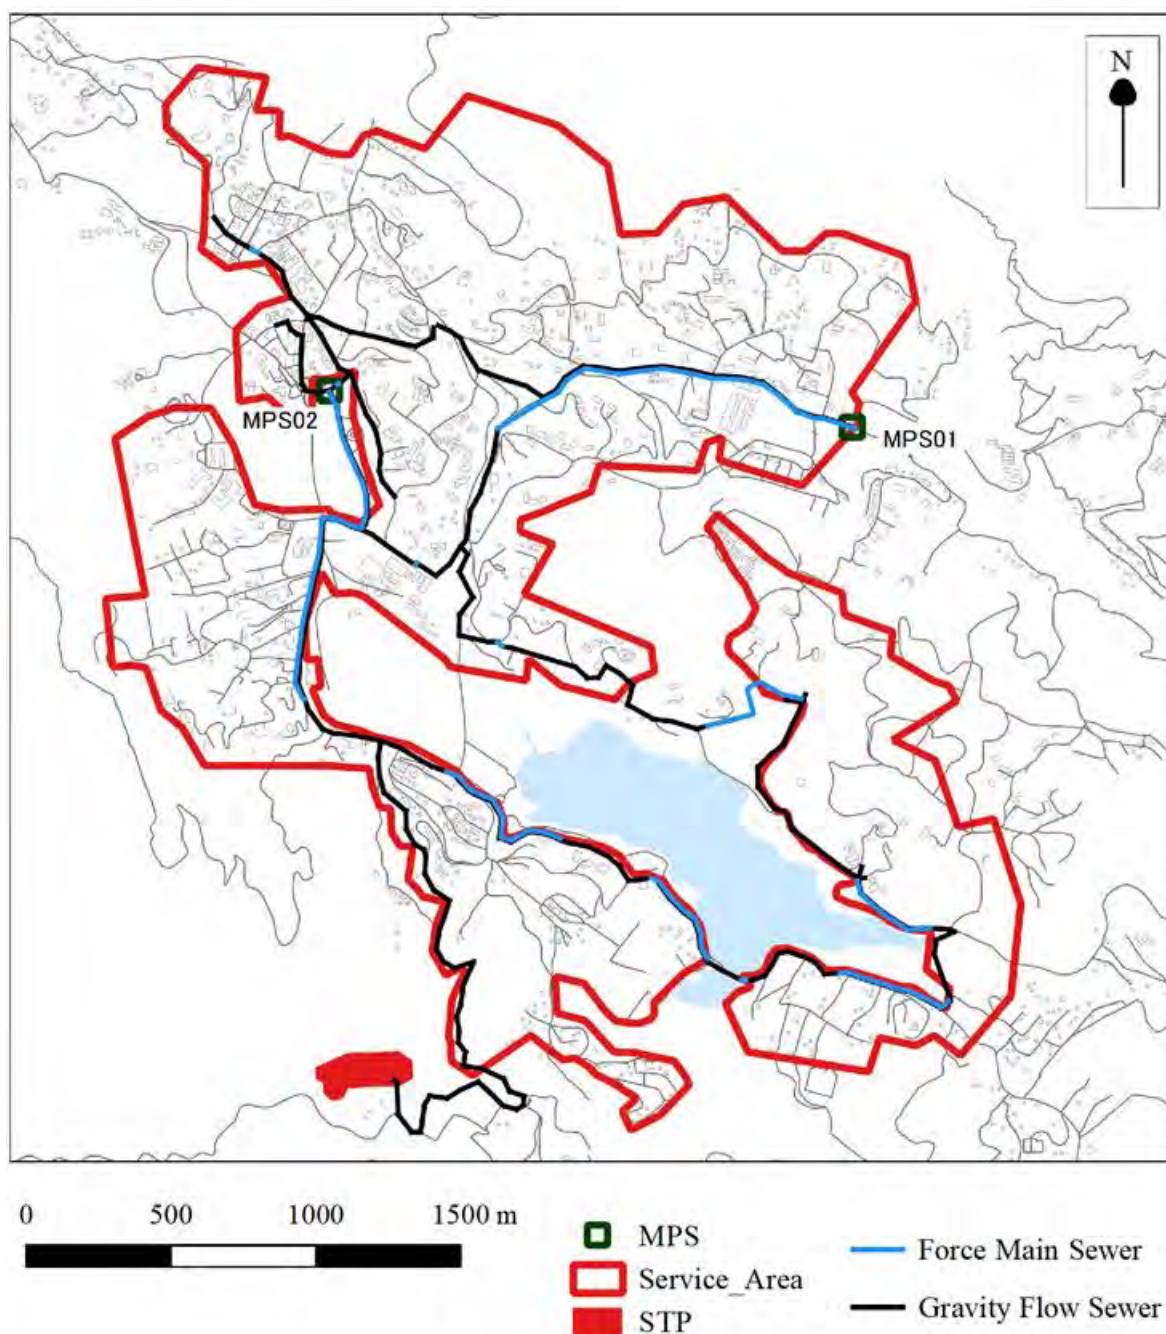 N
MPS02
MPS01
0 500 1000 1500 m
MPS
Service_Area
STP
Force Main Sewer
Gravity Flow Sewer